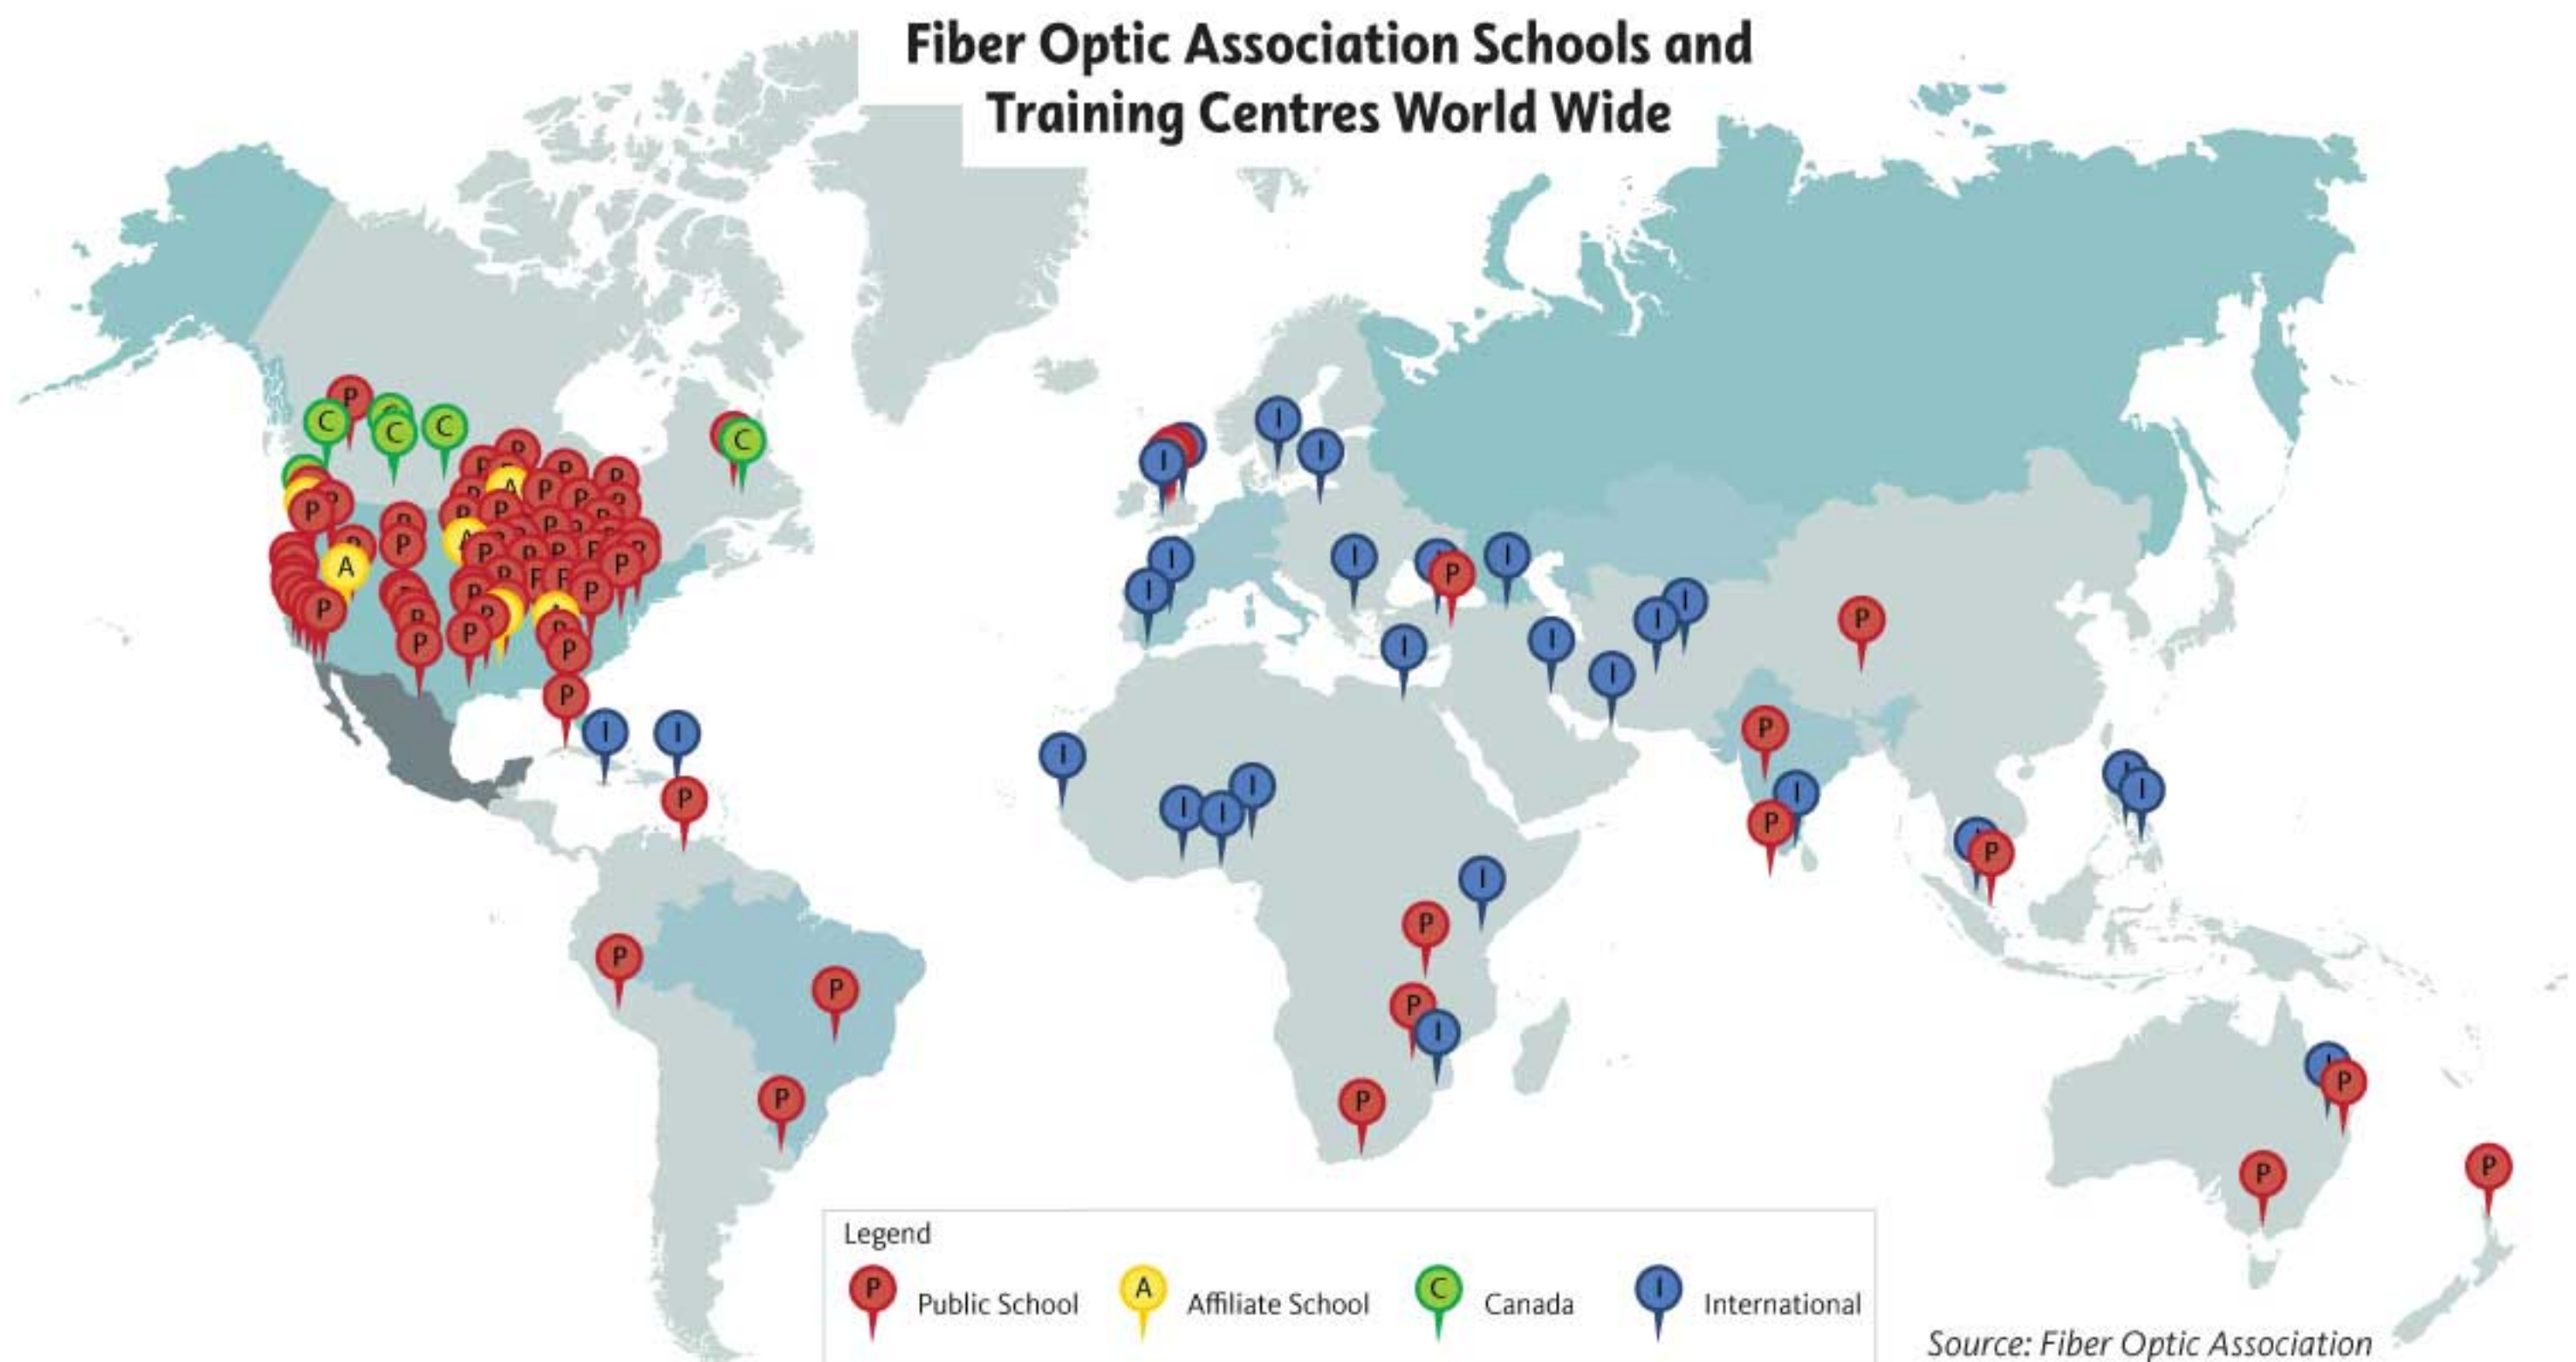 Fiber Optic Association Schools and
Training Centres World Wide
Legend
P Public School
A Affiliate School
C Canada
I International
Source: Fiber Optic Association